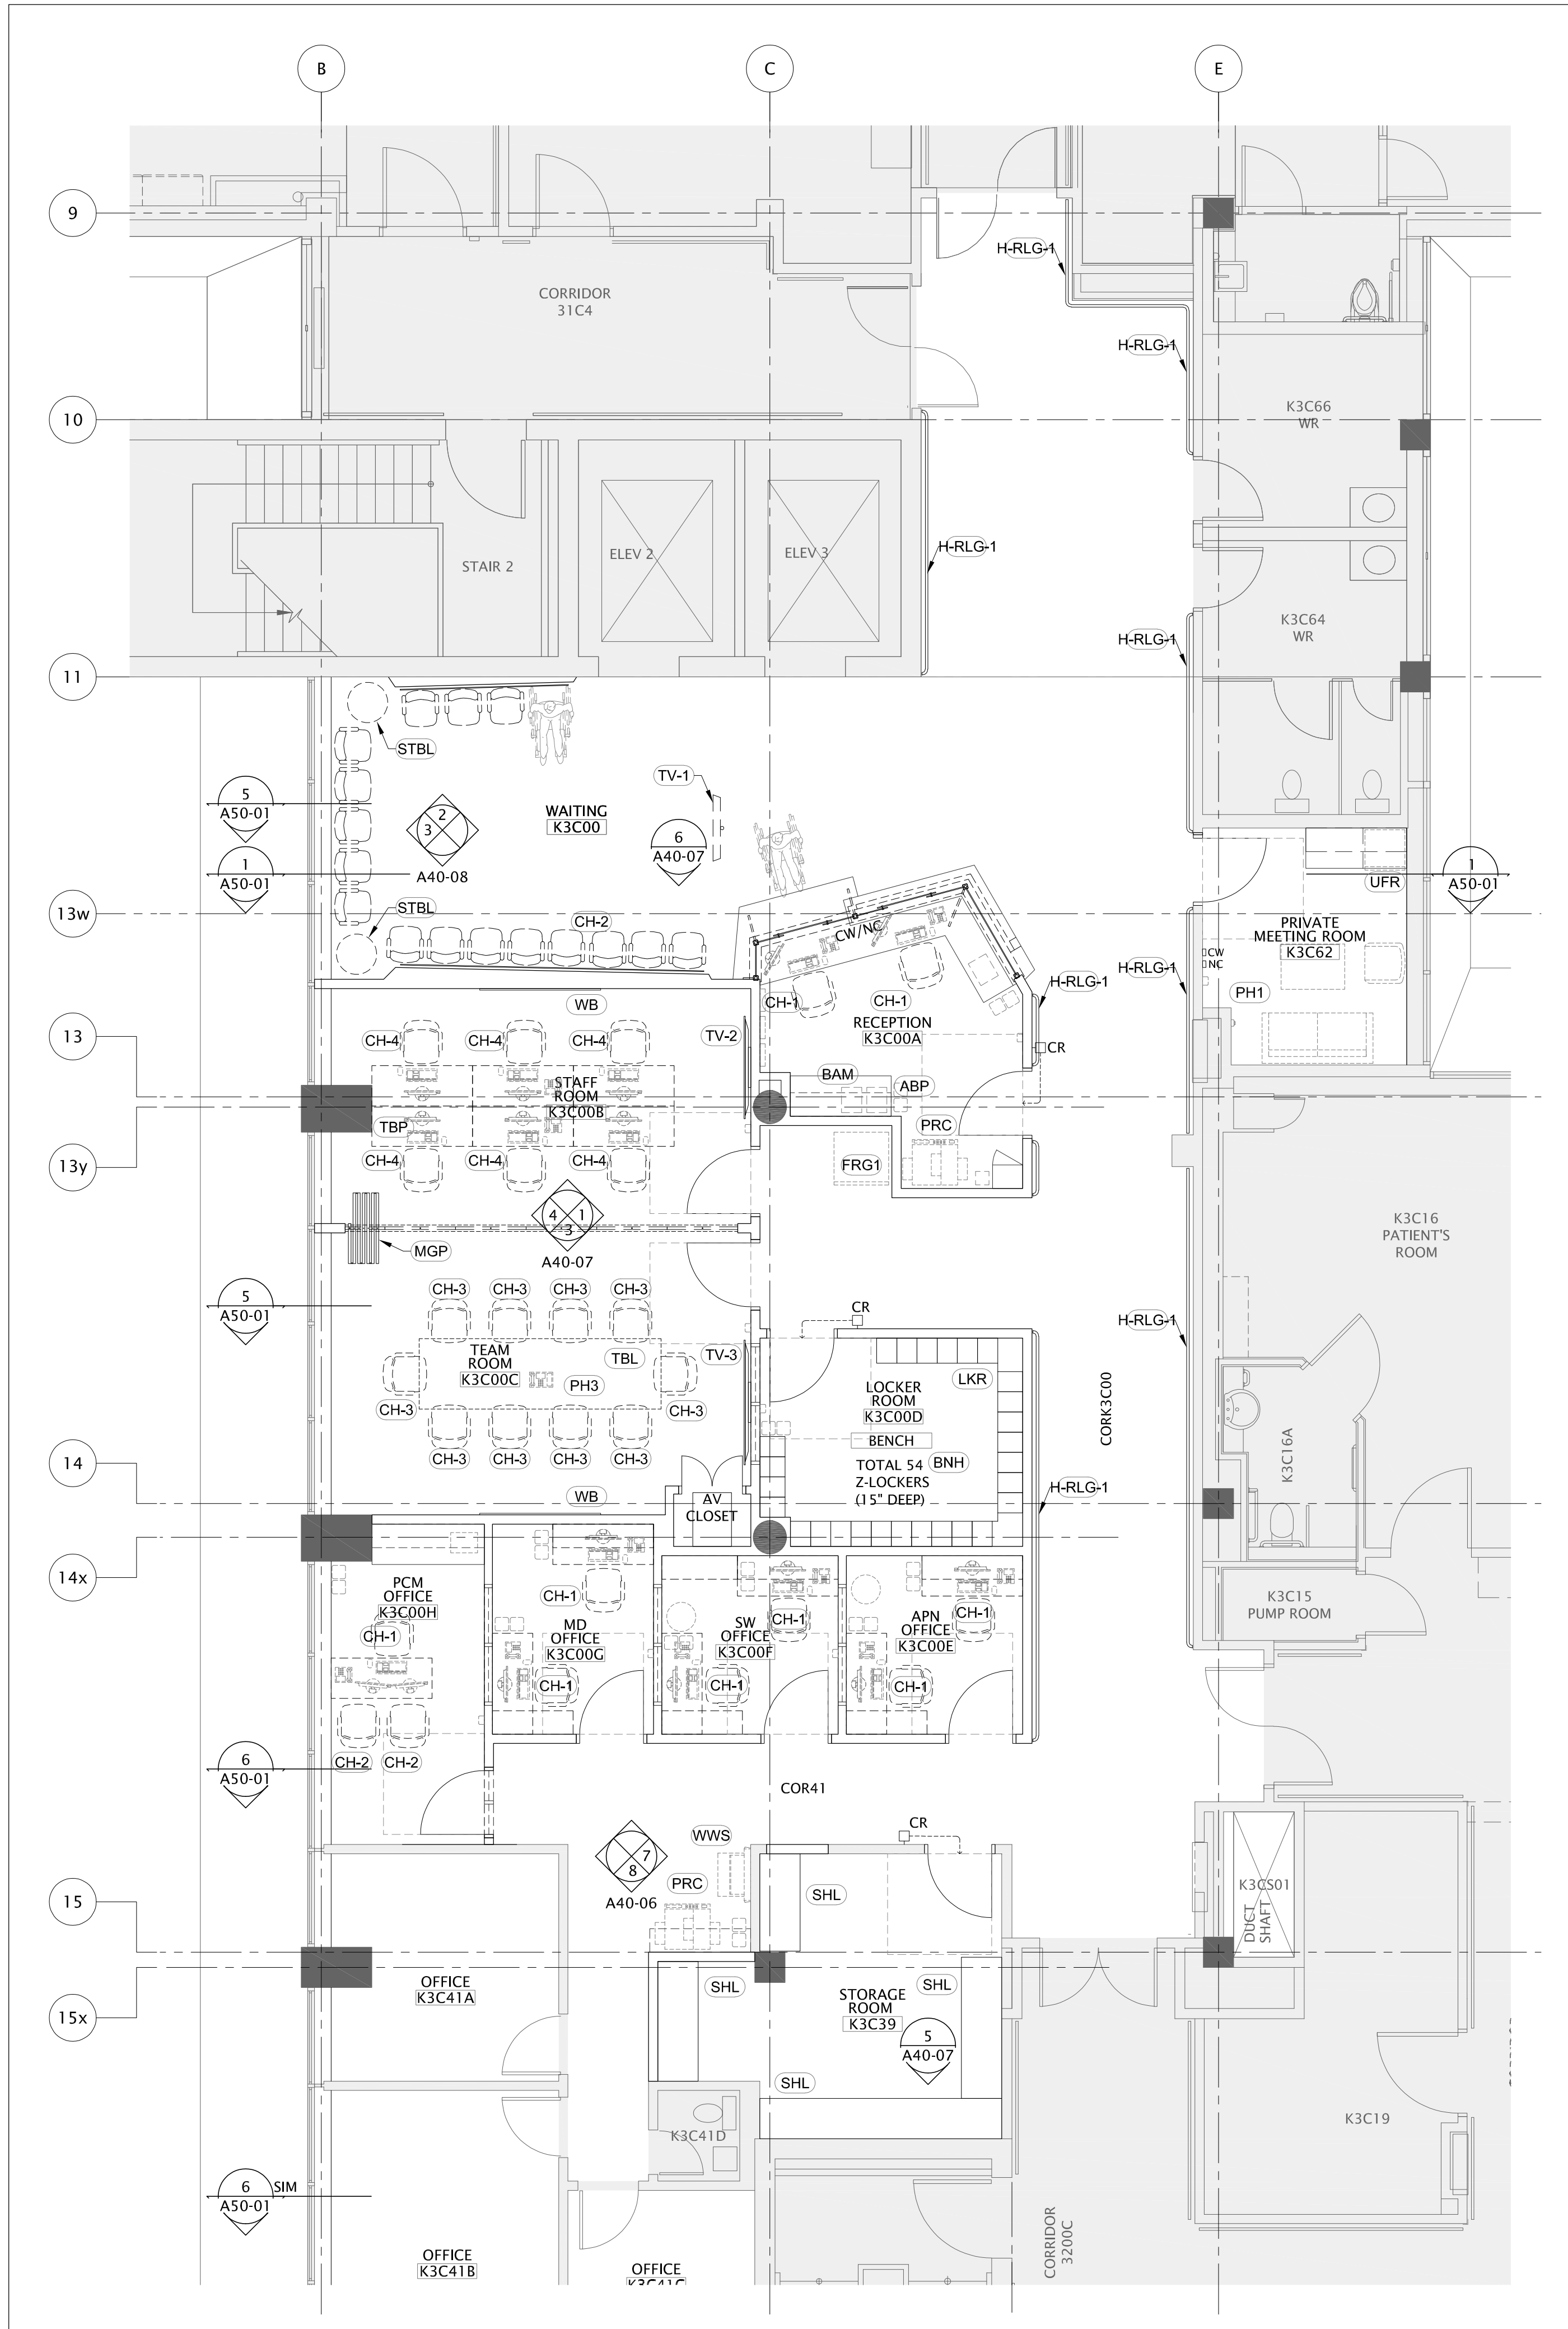 B
C
E
9
H-RLG-1
CORRIDOR
31C4
H-RLG-1
10
K3C66
WR
ELEV 2
ELEV 3
H-RLG-1
STAIR 2
K3C64
WR
H-RLG-1
11
STBL
TV-1
5
A50-01
2
3
A40-08
WAITING
K3C00
6
A40-07
1
A50-01
UFR
1
A50-01
13w
STBL
CH-2
CW/NC
PRIVATE
MEETING ROOM
K3C62
CW
NC
H-RLG-1
H-RLG-1
PH1
WB
CH-1
CH-1
RECEPTION
K3C00A
13
CH-4
CH-4
CH-4
TV-2
CR
STAFF
ROOM
K3C00B
BAM
ABP
TBP
PRC
13y
CH-4
CH-4
CH-4
FRG1
4
1
3
A40-07
MGP
K3C16
PATIENT'S
ROOM
5
A50-01
CH-3
CH-3
CH-3
CH-3
CR
H-RLG-1
TEAM
ROOM
K3C00C
TBL
TV-3
PH3
LOCKER
ROOM
K3C00D
LKR
CH-3
CH-3
CORK3C00
BENCH
CH-3
CH-3
CH-3
CH-3
TOTAL 54
Z-LOCKERS
(15" DEEP)
BNH
K3C16A
14
WB
AV
CLOSET
H-RLG-1
14x
PCM
OFFICE
K3C00H
CH-1
CH-1
MD
OFFICE
K3C00G
CH-1
SW
OFFICE
K3C00F
CH-1
CH-1
APN
OFFICE
K3C00E
CH-1
CH-1
K3C15
PUMP ROOM
6
A50-01
CH-2
CH-2
COR41
WWS
CR
7
8
A40-06
PRC
SHL
15
K3CS01
DUCT
SHAFT
OFFICE
K3C41A
SHL
STORAGE
ROOM
K3C39
SHL
15x
5
A40-07
SHL
K3C41D
K3C19
6
SIM
A50-01
OFFICE
K3C41B
OFFICE
K3C41C
CORRIDOR
3200C